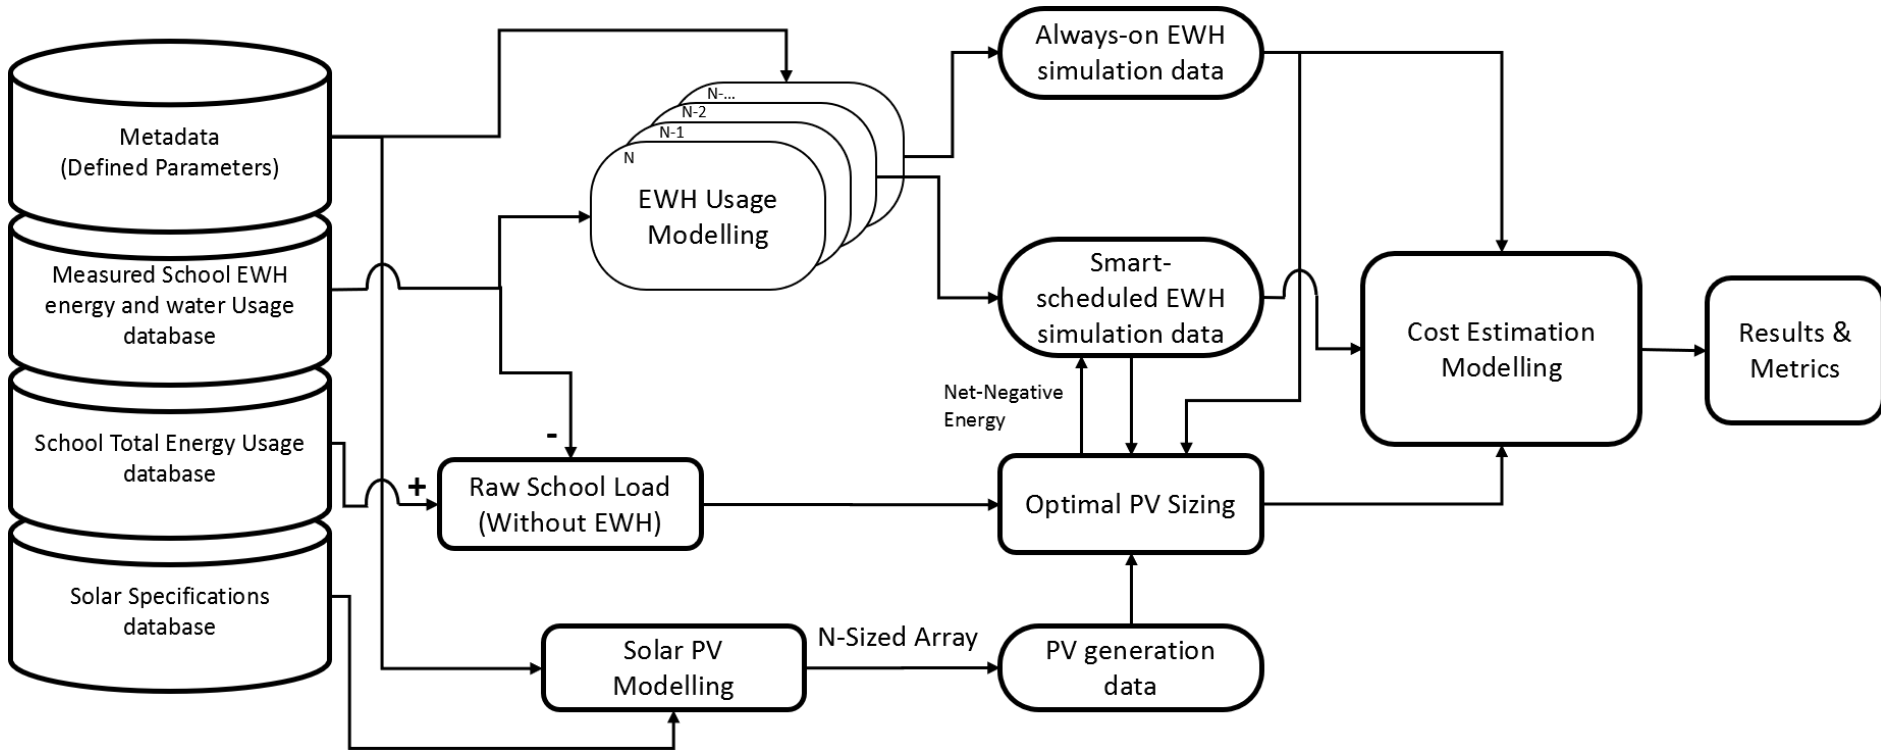 Metadata
(Defined Parameters)
Measured School EWH
energy and water Usage
database
School Total Energy Usage
database
Solar Specifications
database
N-...
N-2
N-1
N
EWH Usage
Modelling
Always-on EWH
simulation data
Smart-
scheduled EWH
simulation data
Net-Negative
Energy
-
+
Raw School Load
(Without EWH)
Optimal PV Sizing
Solar PV
Modelling
N-Sized Array
PV generation
data
Cost Estimation
Modelling
Results &
Metrics